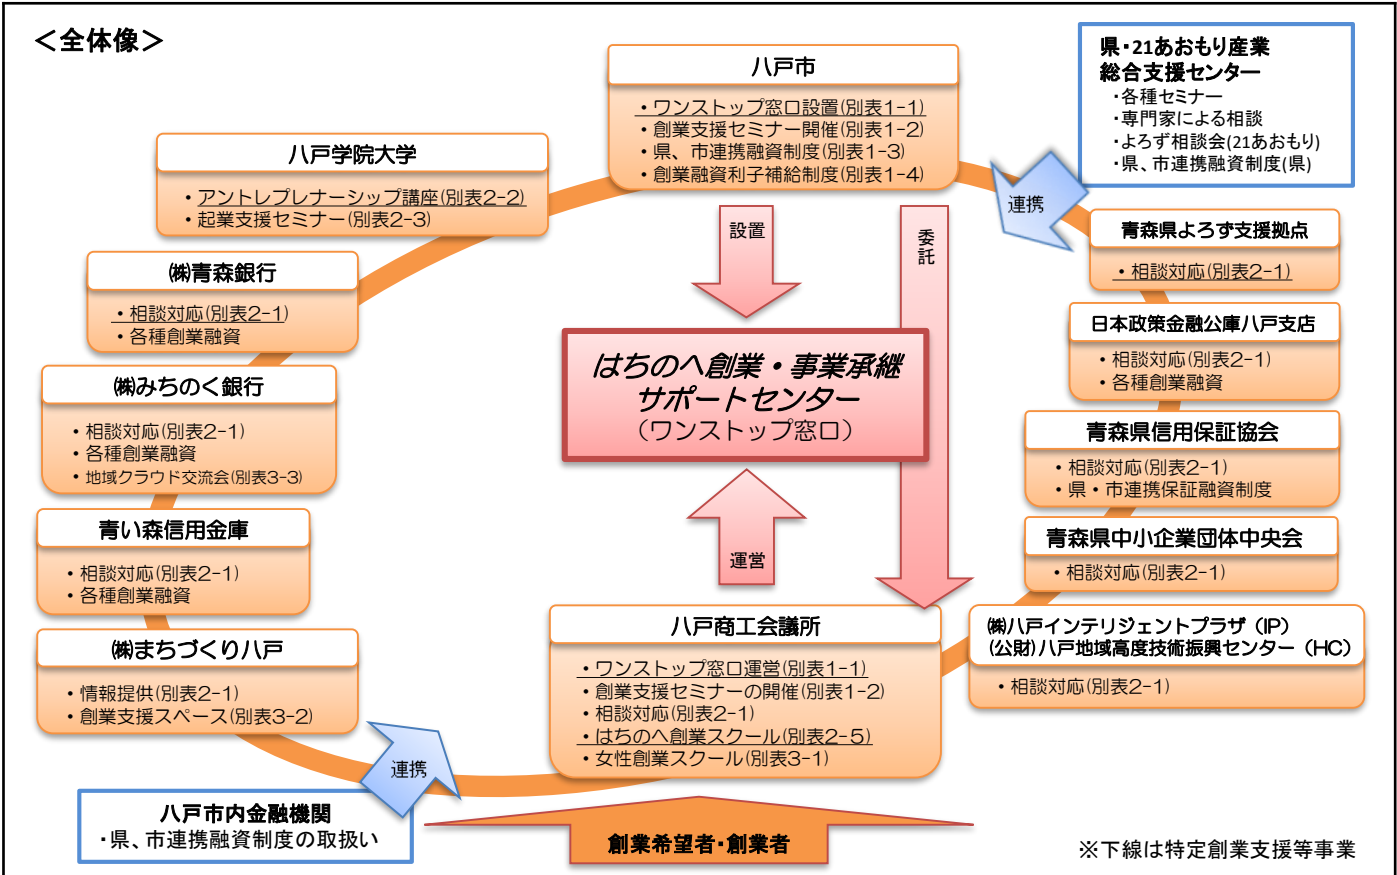 ＜全体像＞
八戸市
・ワンストップ窓口設置(別表1-1)
・創業支援セミナー開催(別表1-2)
・県、市連携融資制度(別表1-3)
・創業融資利子補給制度(別表1-4)
県・21あおもり産業
総合支援センター
・各種セミナー
・専門家による相談
・よろず相談会(21あおもり)
・県、市連携融資制度(県)
連携
八戸学院大学
・アントレプレナーシップ講座(別表2-2)
・起業支援セミナー(別表2-3)
㈱青森銀行
・相談対応(別表2-1)
・各種創業融資
㈱みちのく銀行
・相談対応(別表2-1)
・各種創業融資
・地域クラウド交流会(別表3-3)
青い森信用金庫
・相談対応(別表2-1)
・各種創業融資
㈱まちづくり八戸
・情報提供(別表2-1)
・創業支援スペース(別表3-2)
連携
八戸市内金融機関
・県、市連携融資制度の取扱い
設置
委託
はちのへ創業・事業承継
サポートセンター
（ワンストップ窓口）
運営
八戸商工会議所
・ワンストップ窓口運営(別表1-1)
・創業支援セミナーの開催(別表1-2)
・相談対応(別表2-1)
・はちのへ創業スクール(別表2-5)
・女性創業スクール(別表3-1)
創業希望者・創業者
青森県よろず支援拠点
・相談対応(別表2-1)
日本政策金融公庫八戸支店
・相談対応(別表2-1)
・各種創業融資
青森県信用保証協会
・相談対応(別表2-1)
・県・市連携保証融資制度
青森県中小企業団体中央会
・相談対応(別表2-1)
㈱八戸インテリジェントプラザ（IP）
(公財)八戸地域高度技術振興センター（HC）
・相談対応(別表2-1)
※下線は特定創業支援等事業